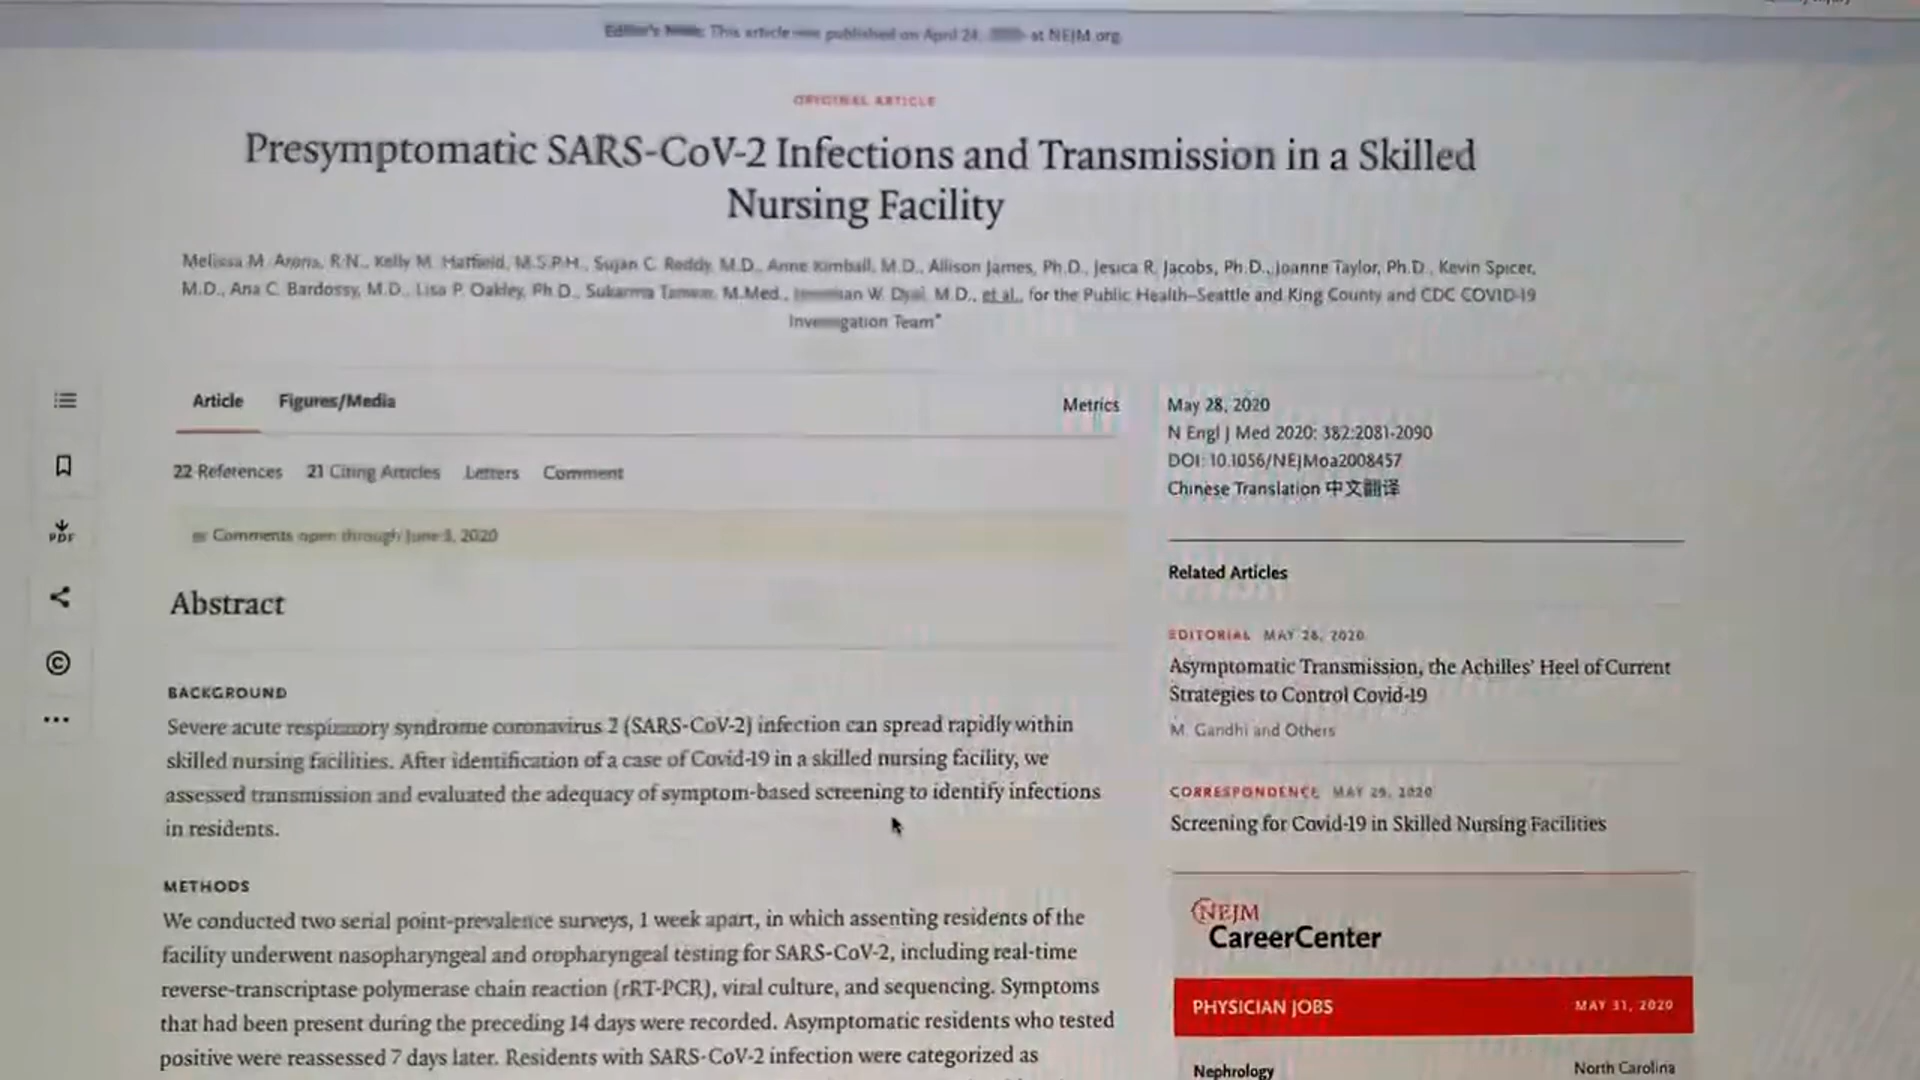 This article published on April 24, at NEJM.org.
ORIGINAL ARTICLE
Presymptomatic SARS-CoV-2 Infections and Transmission in a Skilled
Nursing Facility
Melissa M. Arons, R.N., Kelly M. Hatfield, M.S.P.H., Sujan C. Reddy, M.D., Anne Kimball, M.D., Allison James, Ph.D., Jesica R. Jacobs, Ph.D., Joanne Taylor, Ph.D., Kevin Spicer,
M.D., Ana C. Bardossy, M.D., Lisa P. Oakley, Ph.D., Sukarma M.Med., W. Dyal, M.D., et al., for the Public Health–Seattle and King County and CDC COVID-19
Investigation Team*
Article Figures/Media Metrics
22 References 21 Citing Articles Letters Comment
Comments open through June 3, 2020
PDF
Abstract
BACKGROUND
Severe acute respiratory syndrome coronavirus 2 (SARS-CoV-2) infection can spread rapidly within
skilled nursing facilities. After identification of a case of Covid-19 in a skilled nursing facility, we
assessed transmission and evaluated the adequacy of symptom-based screening to identify infections
in residents.
METHODS
We conducted two serial point-prevalence surveys, 1 week apart, in which assenting residents of the
facility underwent nasopharyngeal and oropharyngeal testing for SARS-CoV-2, including real-time
reverse-transcriptase polymerase chain reaction (rRT-PCR), viral culture, and sequencing. Symptoms
that had been present during the preceding 14 days were recorded. Asymptomatic residents who tested
positive were reassessed 7 days later. Residents with SARS-CoV-2 infection were categorized as
May 28, 2020
N Engl J Med 2020; 382:2081-2090
DOI: 10.1056/NEJMoa2008457
Chinese Translation 中文翻译
Related Articles
EDITORIAL MAY 28, 2020
Asymptomatic Transmission, the Achilles' Heel of Current
Strategies to Control Covid-19
M. Gandhi and Others
CORRESPONDENCE MAY 29, 2020
Screening for Covid-19 in Skilled Nursing Facilities
NEJM
CareerCenter
PHYSICIAN JOBS MAY 31, 2020
Nephrology North Carolina